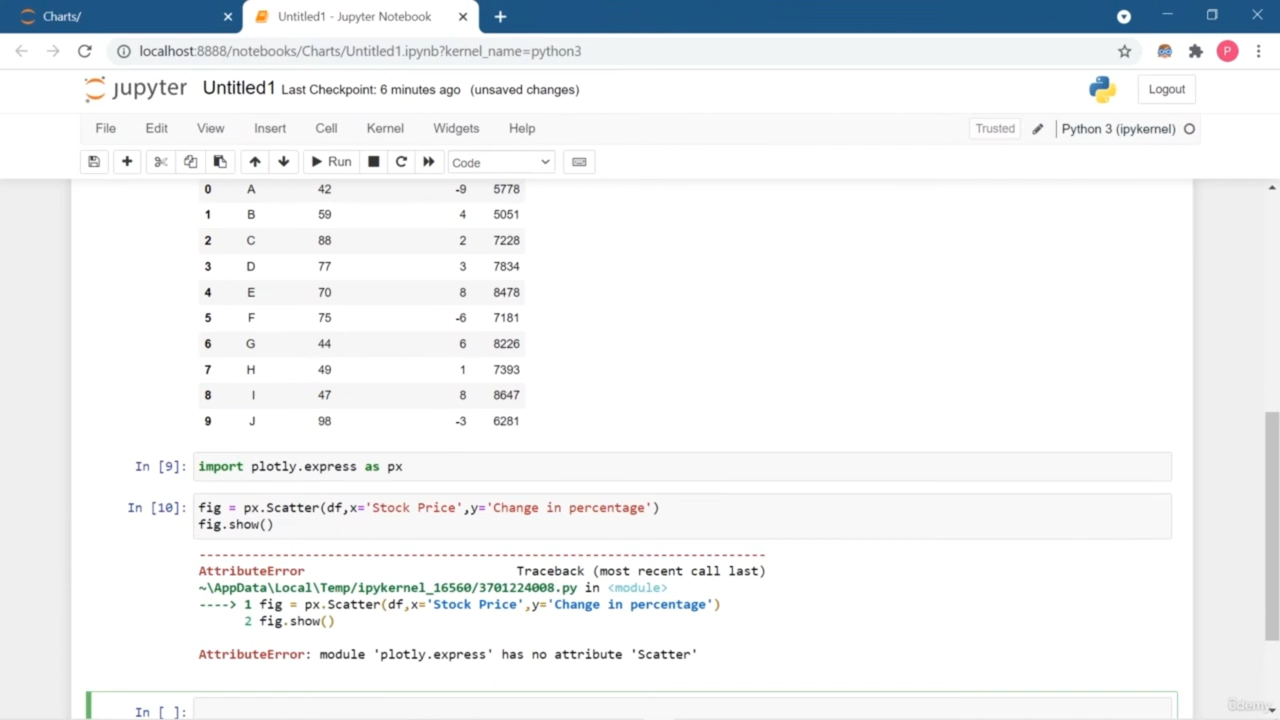 Charts/
Untitled1 - Jupyter Notebook
localhost:8888/notebooks/Charts/Untitled1.ipynb?kernel_name=python3
P
jupyter Untitled1 Last Checkpoint: 6 minutes ago (unsaved changes)
Logout
File Edit View Insert Cell Kernel Widgets Help
Trusted Python 3 (ipykernel)
Run Code
0 A 42 -9 5778
1 B 59 4 5051
2 C 88 2 7228
3 D 77 3 7834
4 E 70 8 8478
5 F 75 -6 7181
6 G 44 6 8226
7 H 49 1 7393
8 I 47 8 8647
9 J 98 -3 6281
In [9]: import plotly.express as px
In [10]: fig = px.Scatter(df,x='Stock Price',y='Change in percentage')
fig.show()
---------------------------------------------------------------------------
AttributeError Traceback (most recent call last)
~\AppData\Local\Temp/ipykernel_16560/3701224008.py in <module>
----> 1 fig = px.Scatter(df,x='Stock Price',y='Change in percentage')
2 fig.show()
AttributeError: module 'plotly.express' has no attribute 'Scatter'
In [ ]:
Udemy